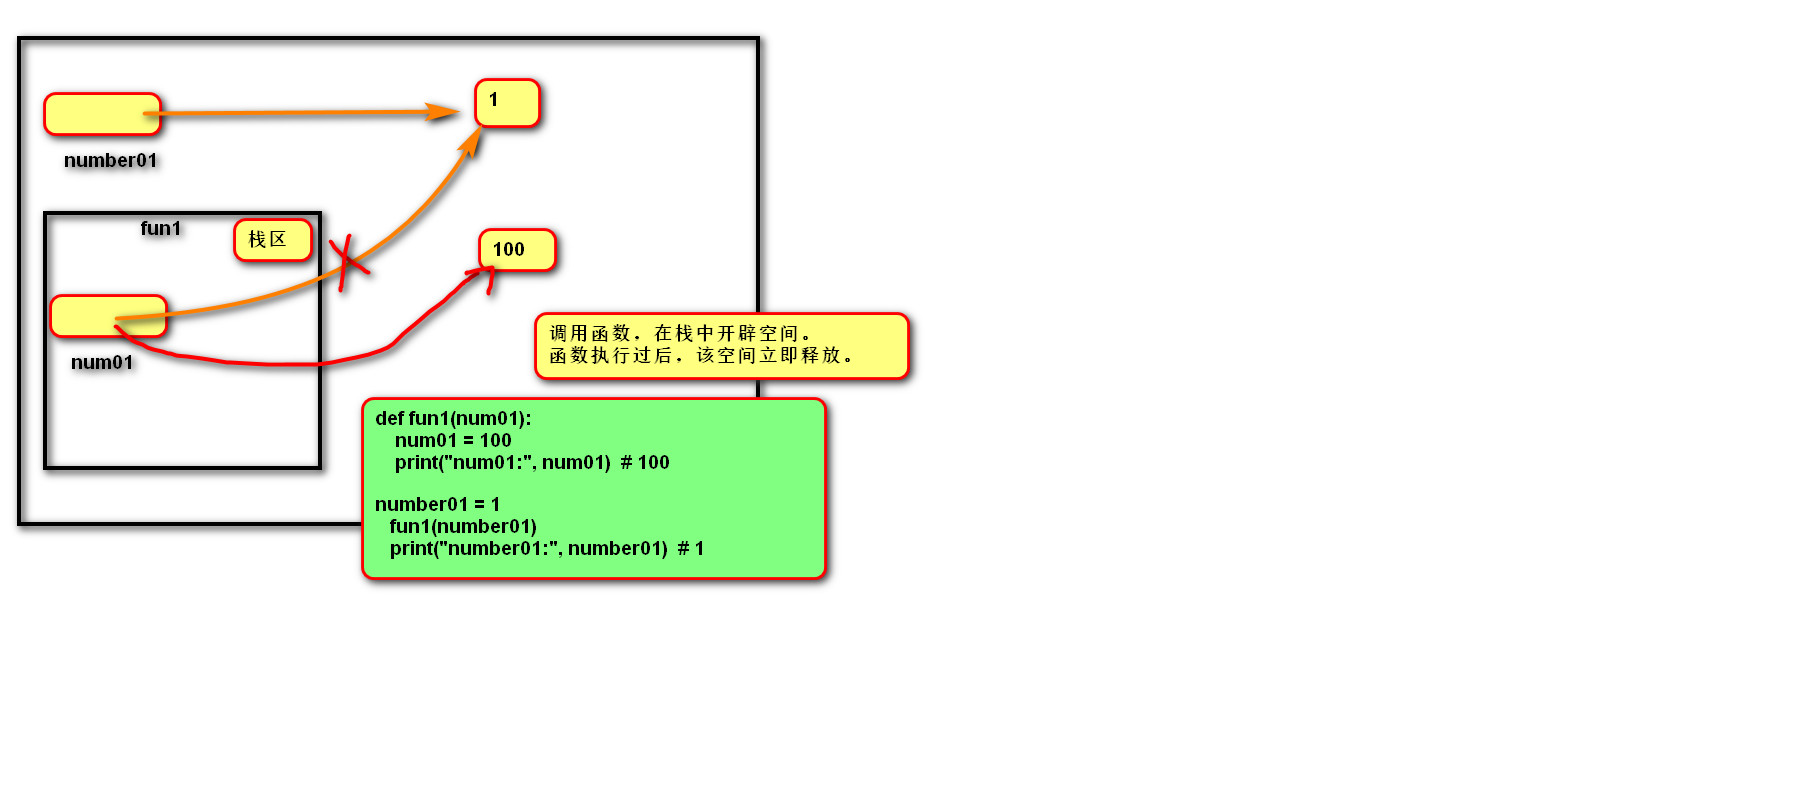 1
number01
fun1
栈区
100
num01
调用函数，在栈中开辟空间。
函数执行过后，该空间立即释放。
def fun1(num01):
    num01 = 100
    print("num01:", num01)  # 100
number01 = 1
   fun1(number01)
   print("number01:", number01)  # 1